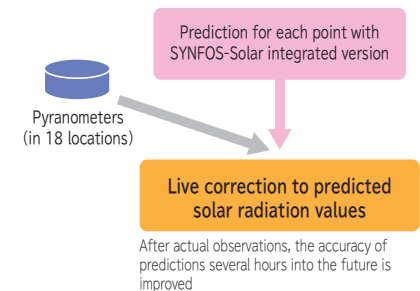 Prediction for each point with
SYNFOS-Solar integrated version
Pyranometers
(in 18 locations)
Live correction to predicted
solar radiation values
After actual observations, the accuracy of
predictions several hours into the future is
improved